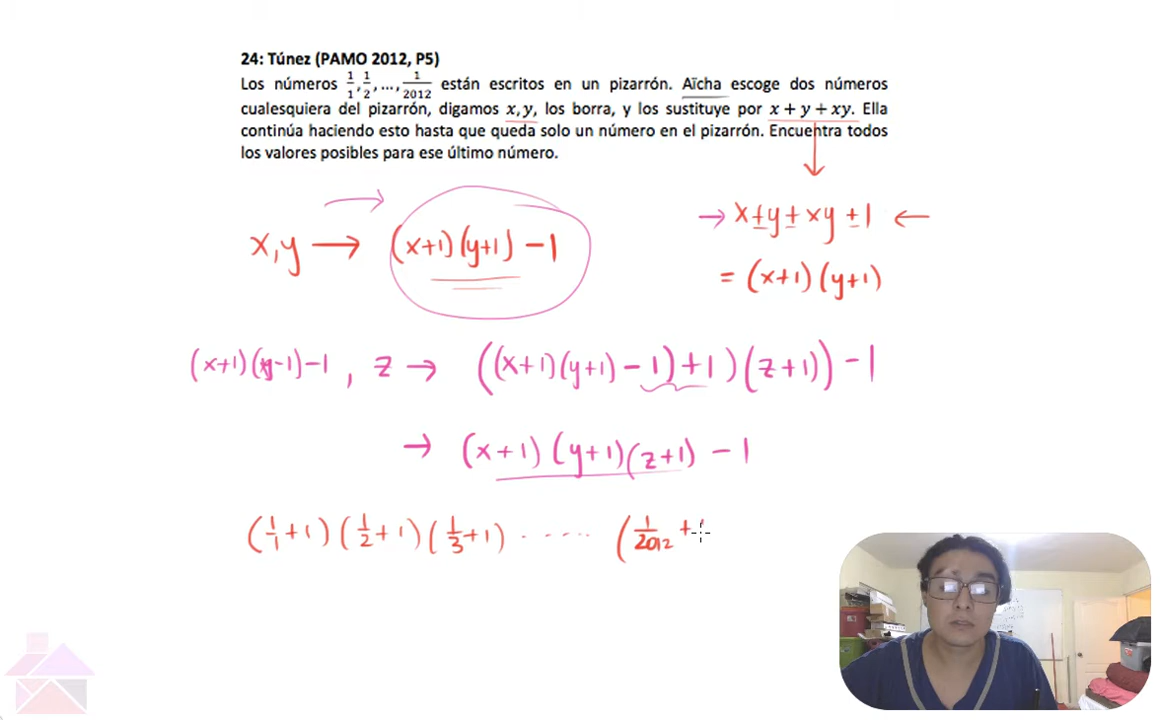 24: Túnez (PAMO 2012, P5)
Los números 1/1, 1/2, ..., 1/2012 están escritos en un pizarrón. Aïcha escoge dos números
cualesquiera del pizarrón, digamos x, y, los borra, y los sustituye por x + y + xy. Ella
continúa haciendo esto hasta que queda solo un número en el pizarrón. Encuentra todos
los valores posibles para ese último número.
→ x + y + xy + 1 ←
x, y → (x+1)(y+1) - 1
= (x+1)(y+1)
(x+1)(y-1)-1, z → ((x+1)(y+1) - 1)+1)(z+1)) - 1
→ (x+1)(y+1)(z+1) - 1
(1/1 + 1)(1/2 + 1)(1/3 + 1) ...... (1/2012 +